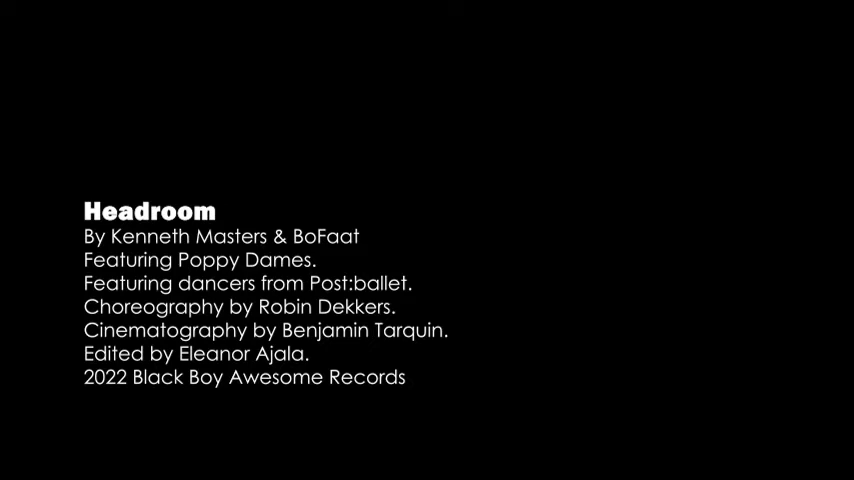 Headroom
By Kenneth Masters & BoFaat
Featuring Poppy Dames.
Featuring dancers from Post:ballet.
Choreography by Robin Dekkers.
Cinematography by Benjamin Tarquin.
Edited by Eleanor Ajala.
2022 Black Boy Awesome Records